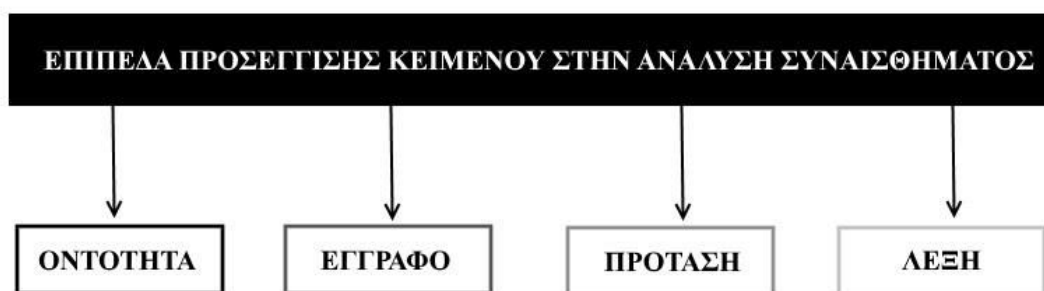 ΕΠΙΠΕΔΑ ΠΡΟΣΕΓΓΙΣΗΣ ΚΕΙΜΕΝΟΥ ΣΤΗΝ ΑΝΑΛΥΣΗ ΣΥΝΑΙΣΘΗΜΑΤΟΣ
ΟΝΤΟΤΗΤΑ
ΕΓΓΡΑΦΟ
ΠΡΟΤΑΣΗ
ΛΕΞΗ